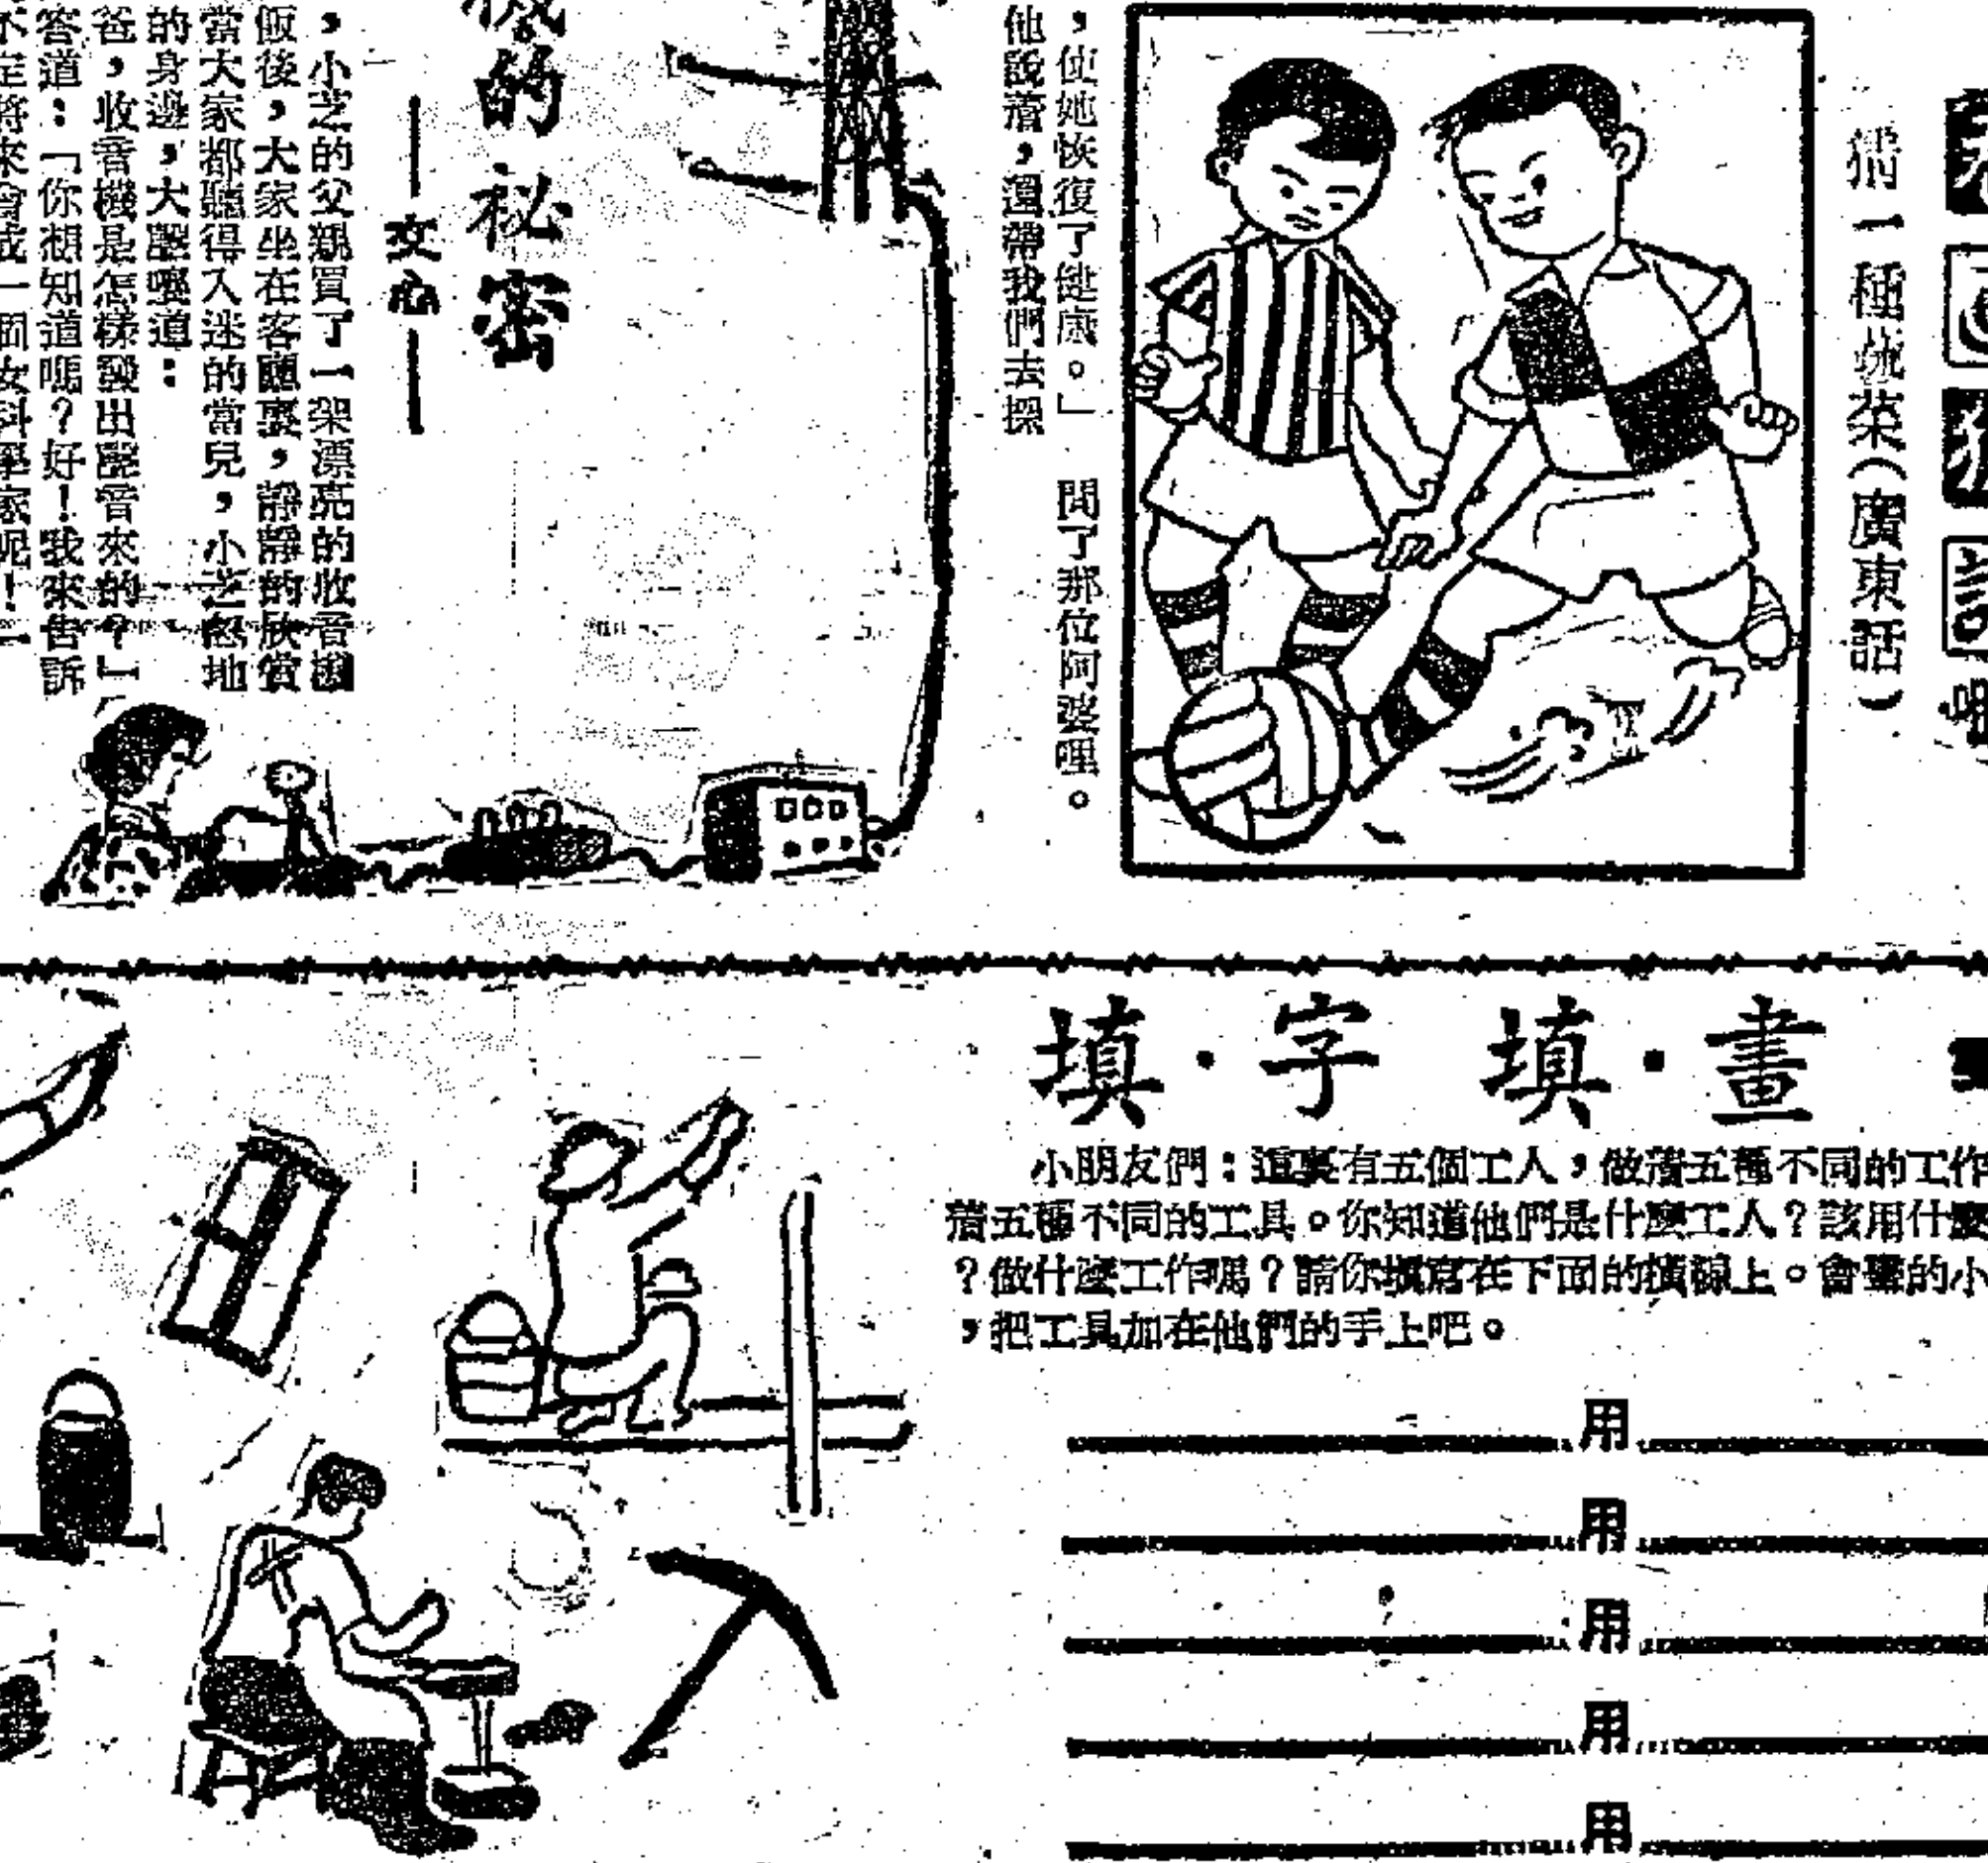 猜一種蔬菜(廣東話)
，使她恢復了健康。」 問了那位阿婆哩。
他說着，還帶我們去探
的祕密
——文心——
，小芝的父親買了一架漂亮的收音機
飯後，大家坐在客廳裏，靜靜的欣賞
當大家都聽得入迷的當兒，小芝忽地
的身邊，大聲嚷道：
爸，收音機是怎樣發出聲音來的？」
答道：「你想知道嗎？好！我來告訴
不定將來會成一個女科學家呢！」
填·字 填·畫
小朋友們：這裏有五個工人，做着五種不同的工作
着五種不同的工具。你知道他們是什麼工人？該用什麼
？做什麼工作嗎？請你填寫在下面的橫線上。會畫的小
，把工具加在他們的手上吧。
用
用
用
用
用